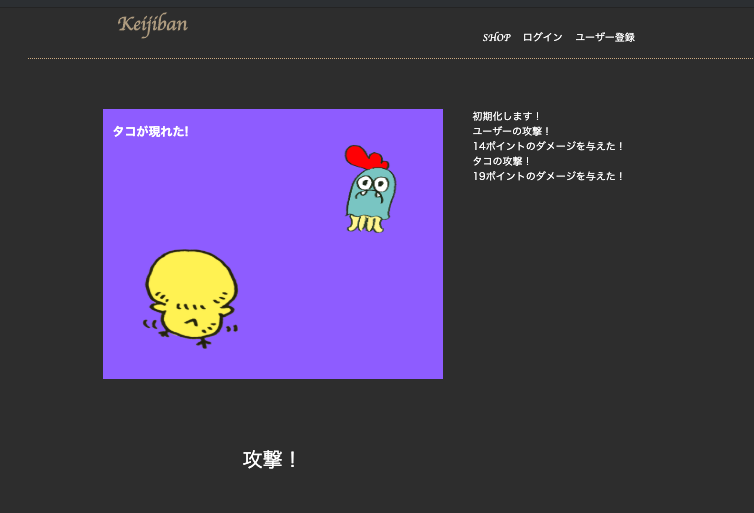 Keijiban
SHOP ログイン ユーザー登録
タコが現れた!
初期化します！
ユーザーの攻撃！
14ポイントのダメージを与えた！
タコの攻撃！
19ポイントのダメージを与えた！
攻撃！